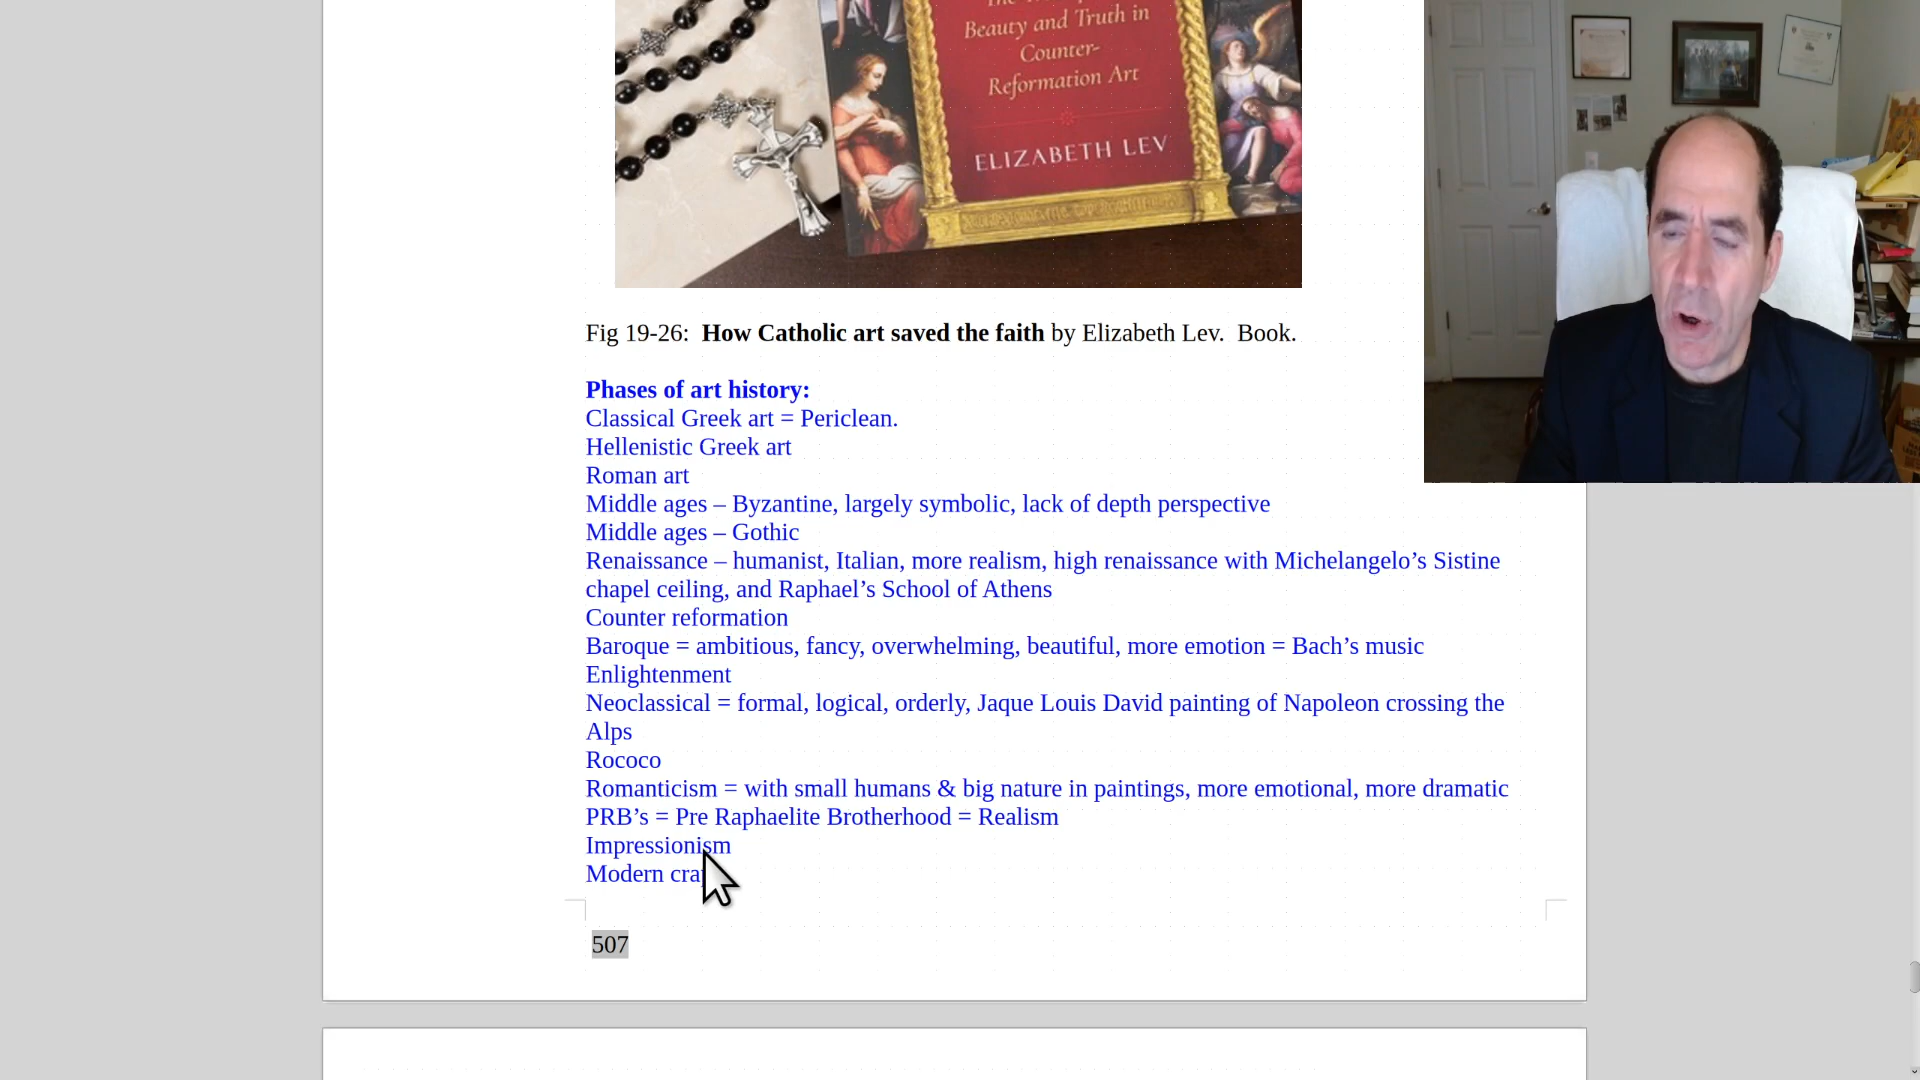 Beauty and Truth in
Counter-
Reformation Art
ELIZABETH LEV
Fig 19-26:  How Catholic art saved the faith by Elizabeth Lev.  Book.
Phases of art history:
Classical Greek art = Periclean.
Hellenistic Greek art
Roman art
Middle ages – Byzantine, largely symbolic, lack of depth perspective
Middle ages – Gothic
Renaissance – humanist, Italian, more realism, high renaissance with Michelangelo’s Sistine
chapel ceiling, and Raphael’s School of Athens
Counter reformation
Baroque = ambitious, fancy, overwhelming, beautiful, more emotion = Bach’s music
Enlightenment
Neoclassical = formal, logical, orderly, Jaque Louis David painting of Napoleon crossing the
Alps
Rococo
Romanticism = with small humans & big nature in paintings, more emotional, more dramatic
PRB’s = Pre Raphaelite Brotherhood = Realism
Impressionism
Modern
507